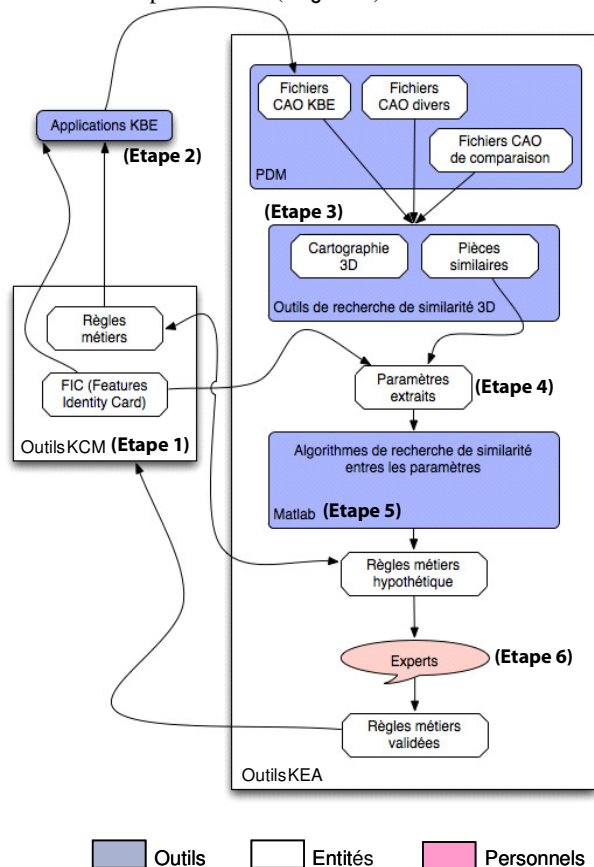 Fichiers
CAO KBE
Fichiers
CAO divers
Fichiers CAO
de comparaison
PDM
Applications KBE
(Etape 2)
(Etape 3)
Cartographie
3D
Pièces
similaires
Outils de recherche de similarité 3D
Règles
métiers
FIC (Features
Identity Card)
Outils KCM (Etape 1)
Paramètres
extraits
(Etape 4)
Algorithmes de recherche de similarité
entres les paramètres
Matlab (Etape 5)
Règles métiers
hypothétique
Experts
(Etape 6)
Règles métiers
validées
Outils KEA
Outils
Entités
Personnels